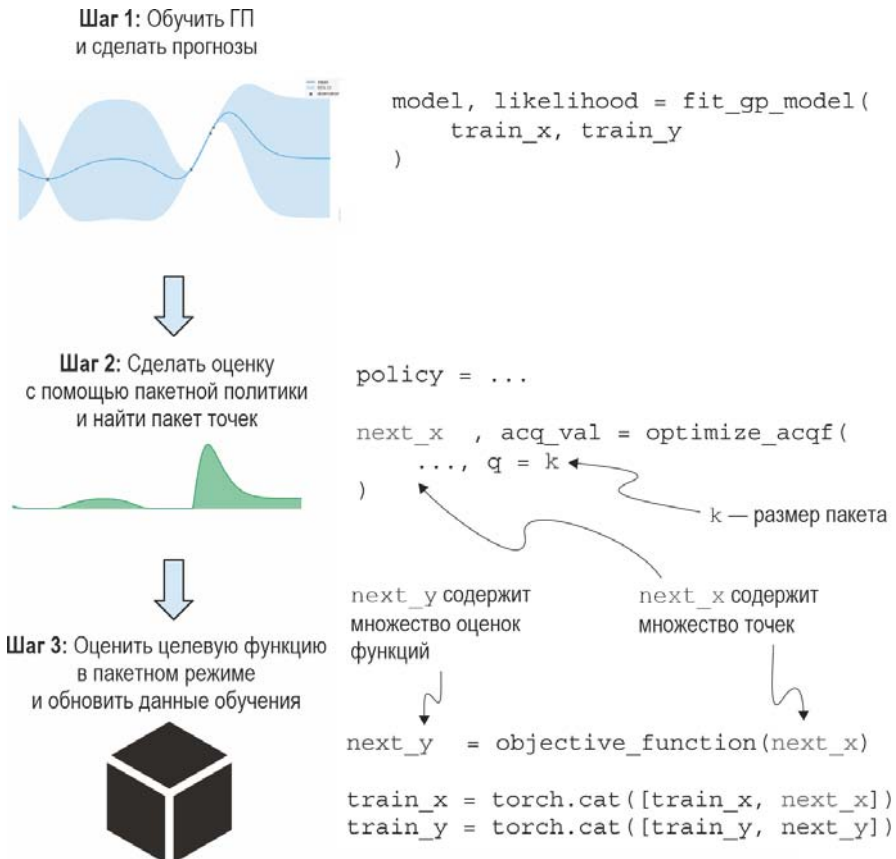 Шаг 1: Обучить ГП
и сделать прогнозы
model, likelihood = fit_gp_model(
train_x, train_y
)
Шаг 2: Сделать оценку
с помощью пакетной политики
и найти пакет точек
policy = ...
next_x , acq_val = optimize_acqf(
..., q = k
)
k — размер пакета
next_y содержит
множество оценок
функций
next_x содержит
множество точек
Шаг 3: Оценить целевую функцию
в пакетном режиме
и обновить данные обучения
next_y = objective_function(next_x)
train_x = torch.cat([train_x, next_x])
train_y = torch.cat([train_y, next_y])